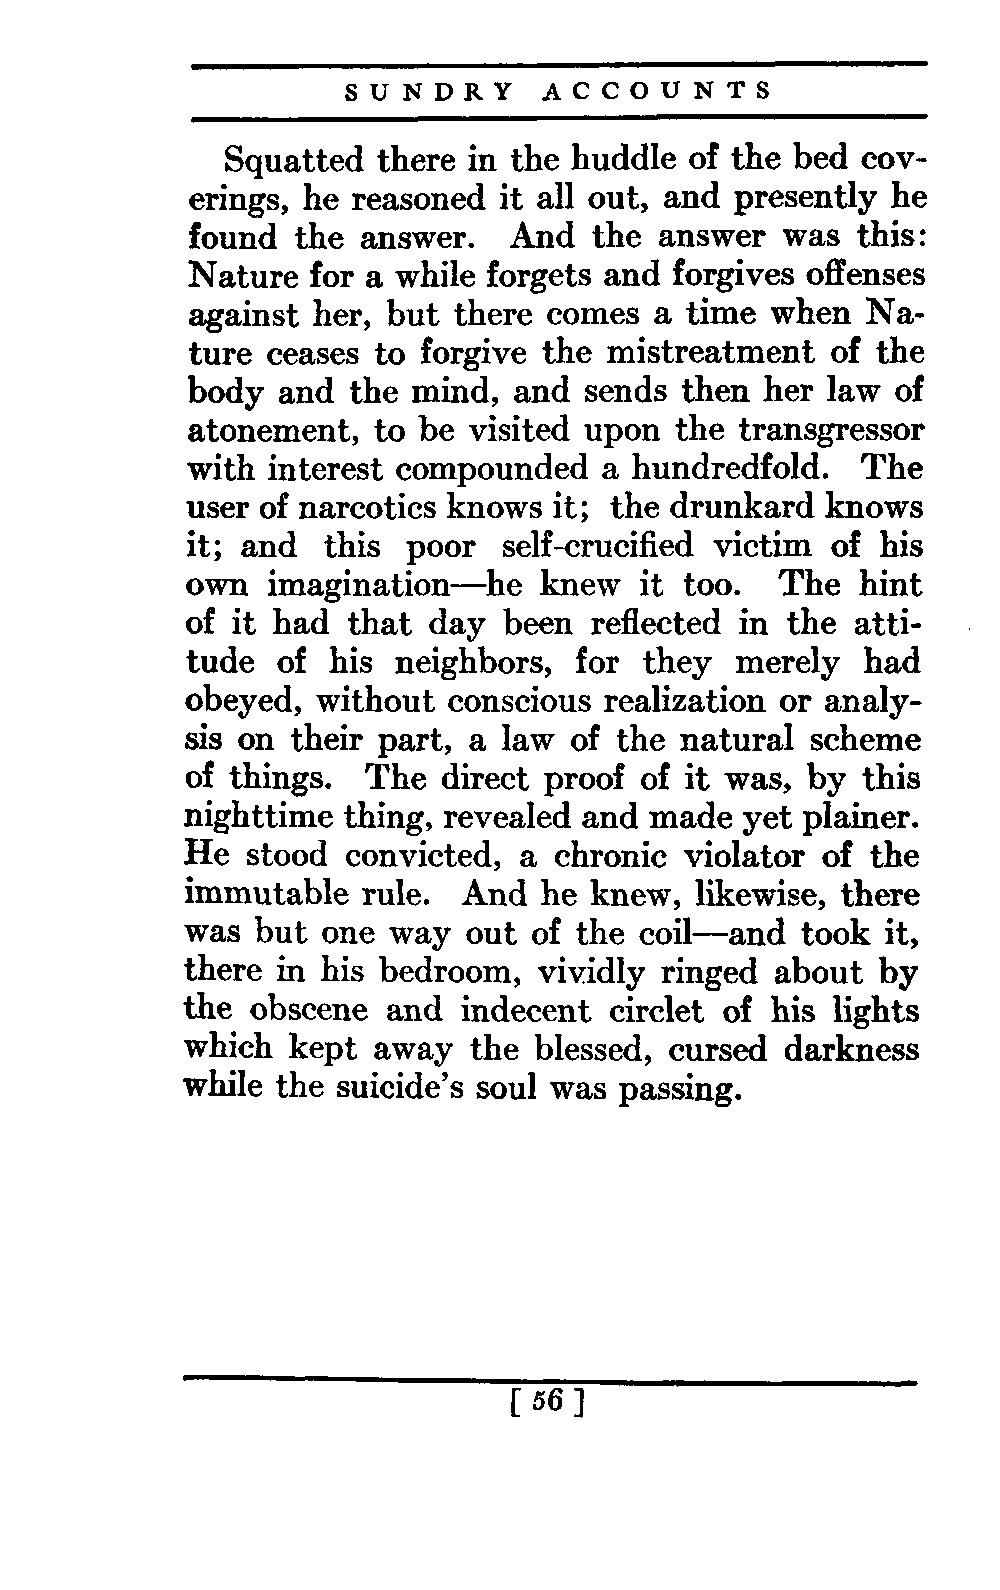 SUNDRY ACCOUNTS
Squatted there in the huddle of the bed cov-
erings, he reasoned it all out, and presently he
found the answer. And the answer was this:
Nature for a while forgets and forgives offenses
against her, but there comes a time when Na-
ture ceases to forgive the mistreatment of the
body and the mind, and sends then her law of
atonement, to be visited upon the transgressor
with interest compounded a hundredfold. The
user of narcotics knows it; the drunkard knows
it; and this poor self-crucified victim of his
own imagination—he knew it too. The hint
of it had that day been reflected in the atti-
tude of his neighbors, for they merely had
obeyed, without conscious realization or analy-
sis on their part, a law of the natural scheme
of things. The direct proof of it was, by this
nighttime thing, revealed and made yet plainer.
He stood convicted, a chronic violator of the
immutable rule. And he knew, likewise, there
was but one way out of the coil—and took it,
there in his bedroom, vividly ringed about by
the obscene and indecent circlet of his lights
which kept away the blessed, cursed darkness
while the suicide's soul was passing.
[ 56 ]